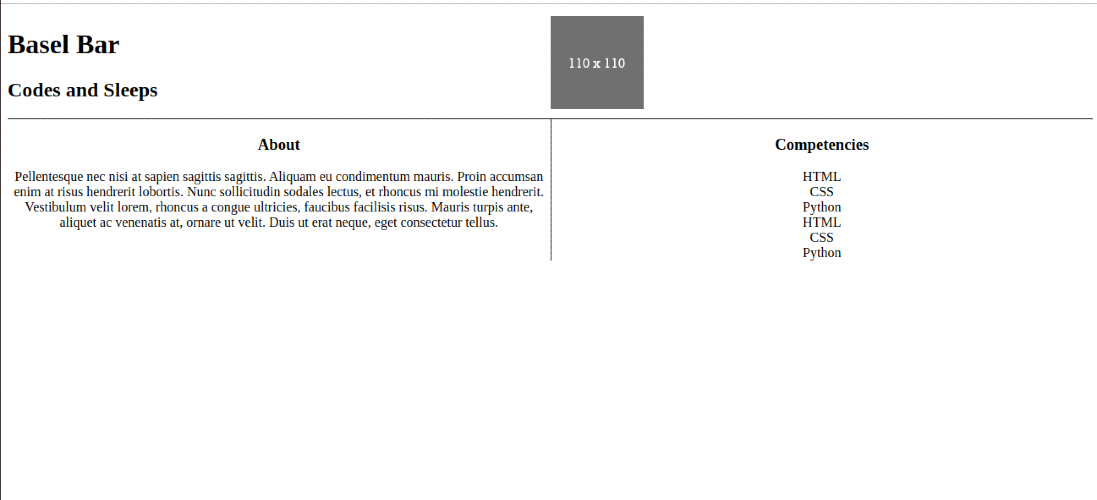 Basel Bar
Codes and Sleeps
110 x 110
About
Pellentesque nec nisi at sapien sagittis sagittis. Aliquam eu condimentum mauris. Proin accumsan
enim at risus hendrerit lobortis. Nunc sollicitudin sodales lectus, et rhoncus mi molestie hendrerit.
Vestibulum velit lorem, rhoncus a congue ultricies, faucibus facilisis risus. Mauris turpis ante,
aliquet ac venenatis at, ornare ut velit. Duis ut erat neque, eget consectetur tellus.
Competencies
HTML
CSS
Python
HTML
CSS
Python